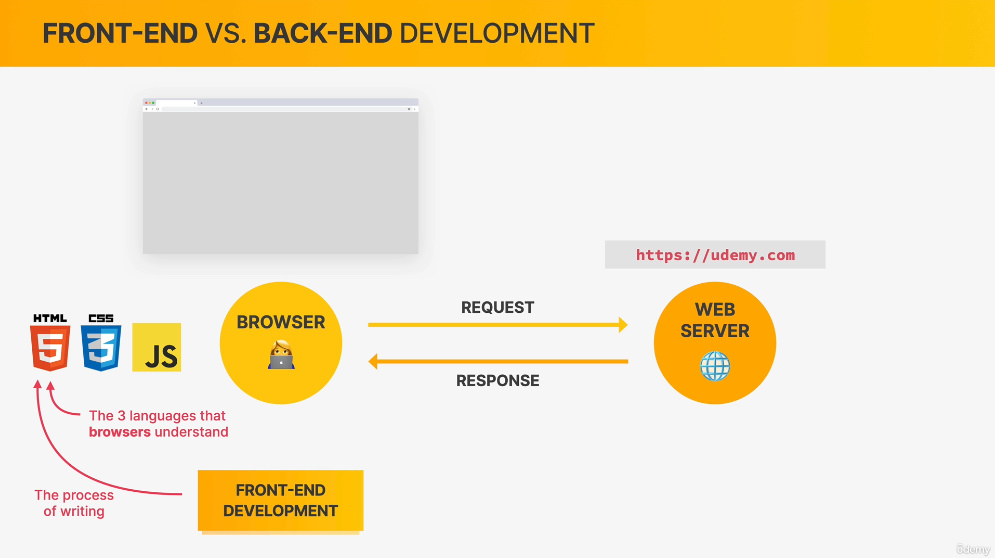 FRONT-END VS. BACK-END DEVELOPMENT
https://udemy.com
HTML
5
CSS
3
JS
BROWSER
REQUEST
RESPONSE
WEB
SERVER
The 3 languages that
browsers understand
The process
of writing
FRONT-END
DEVELOPMENT